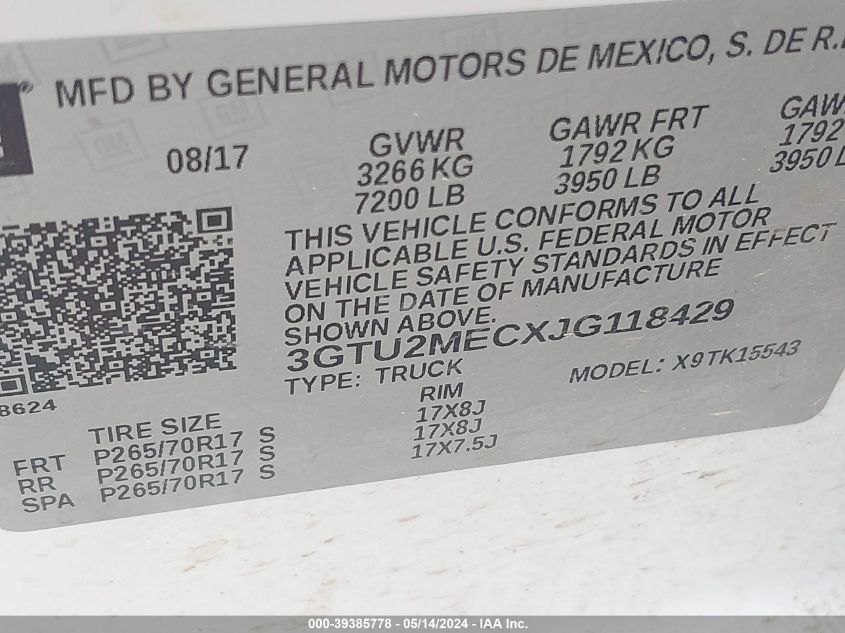 MFD BY GENERAL MOTORS DE MEXICO, S. DE R.
08/17
GVWR
3266 KG
7200 LB
GAWR FRT
1792 KG
3950 LB
GAW
1792
3950 L
THIS VEHICLE CONFORMS TO ALL
APPLICABLE U.S. FEDERAL MOTOR
VEHICLE SAFETY STANDARDS IN EFFECT
ON THE DATE OF MANUFACTURE
SHOWN ABOVE.
3GTU2MECXJG118429
TYPE: TRUCK
MODEL: X9TK15543
8624
TIRE SIZE
RIM
FRT P265/70R17 S 17X8J
RR P265/70R17 S 17X8J
SPA P265/70R17 S 17X7.5J
000-39385778 - 05/14/2024 - IAA Inc.